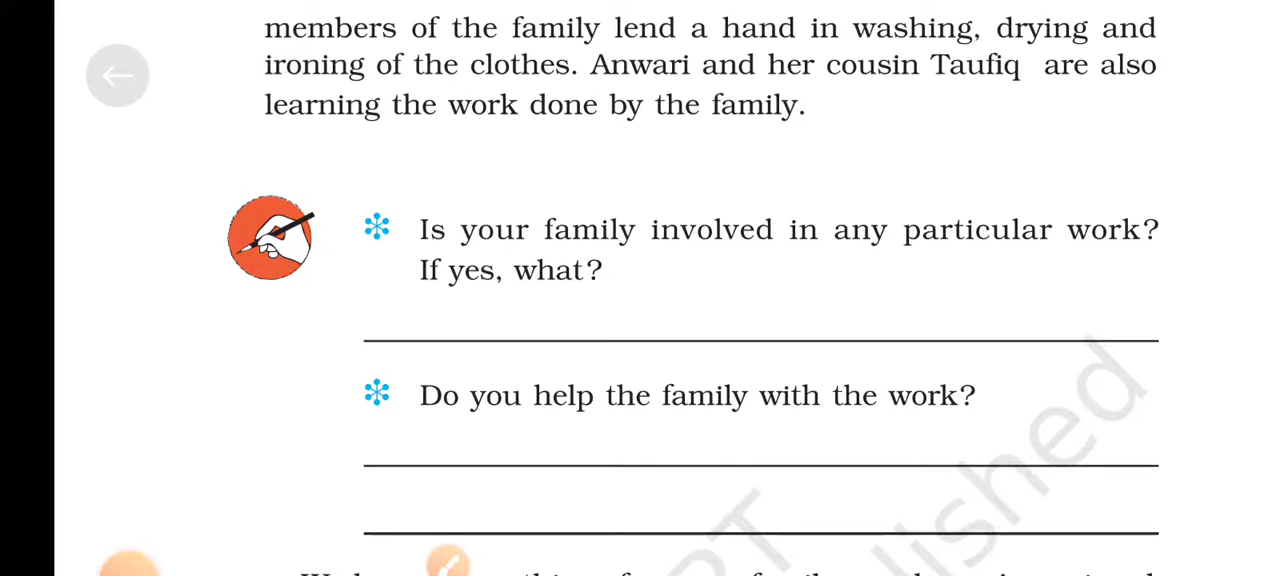 members of the family lend a hand in washing, drying and
ironing of the clothes. Anwari and her cousin Taufiq are also
learning the work done by the family.
Is your family involved in any particular work?
If yes, what?
Do you help the family with the work?